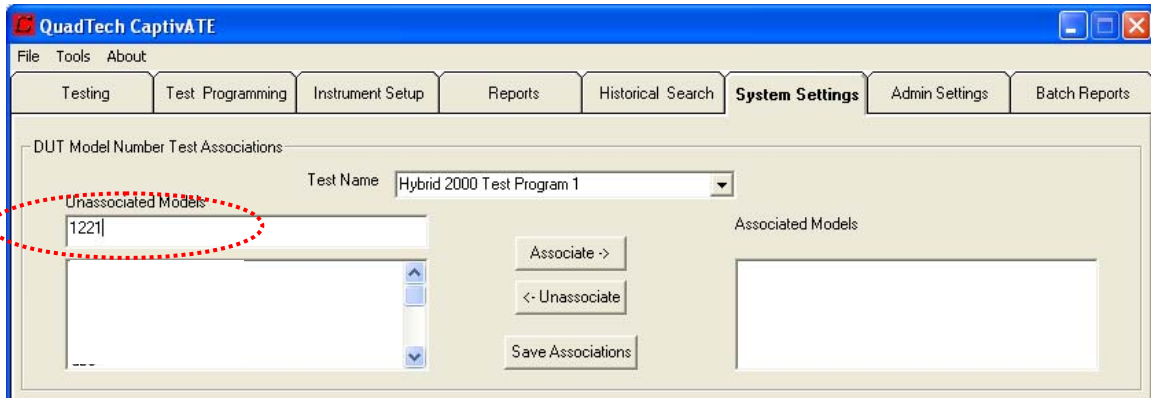 QuadTech CaptivATE
File Tools About
Testing Test Programming Instrument Setup Reports Historical Search System Settings Admin Settings Batch Reports
DUT Model Number Test Associations
Test Name Hybrid 2000 Test Program 1
Unassociated Models
1221
Associated Models
Associate ->
<- Unassociate
Save Associations